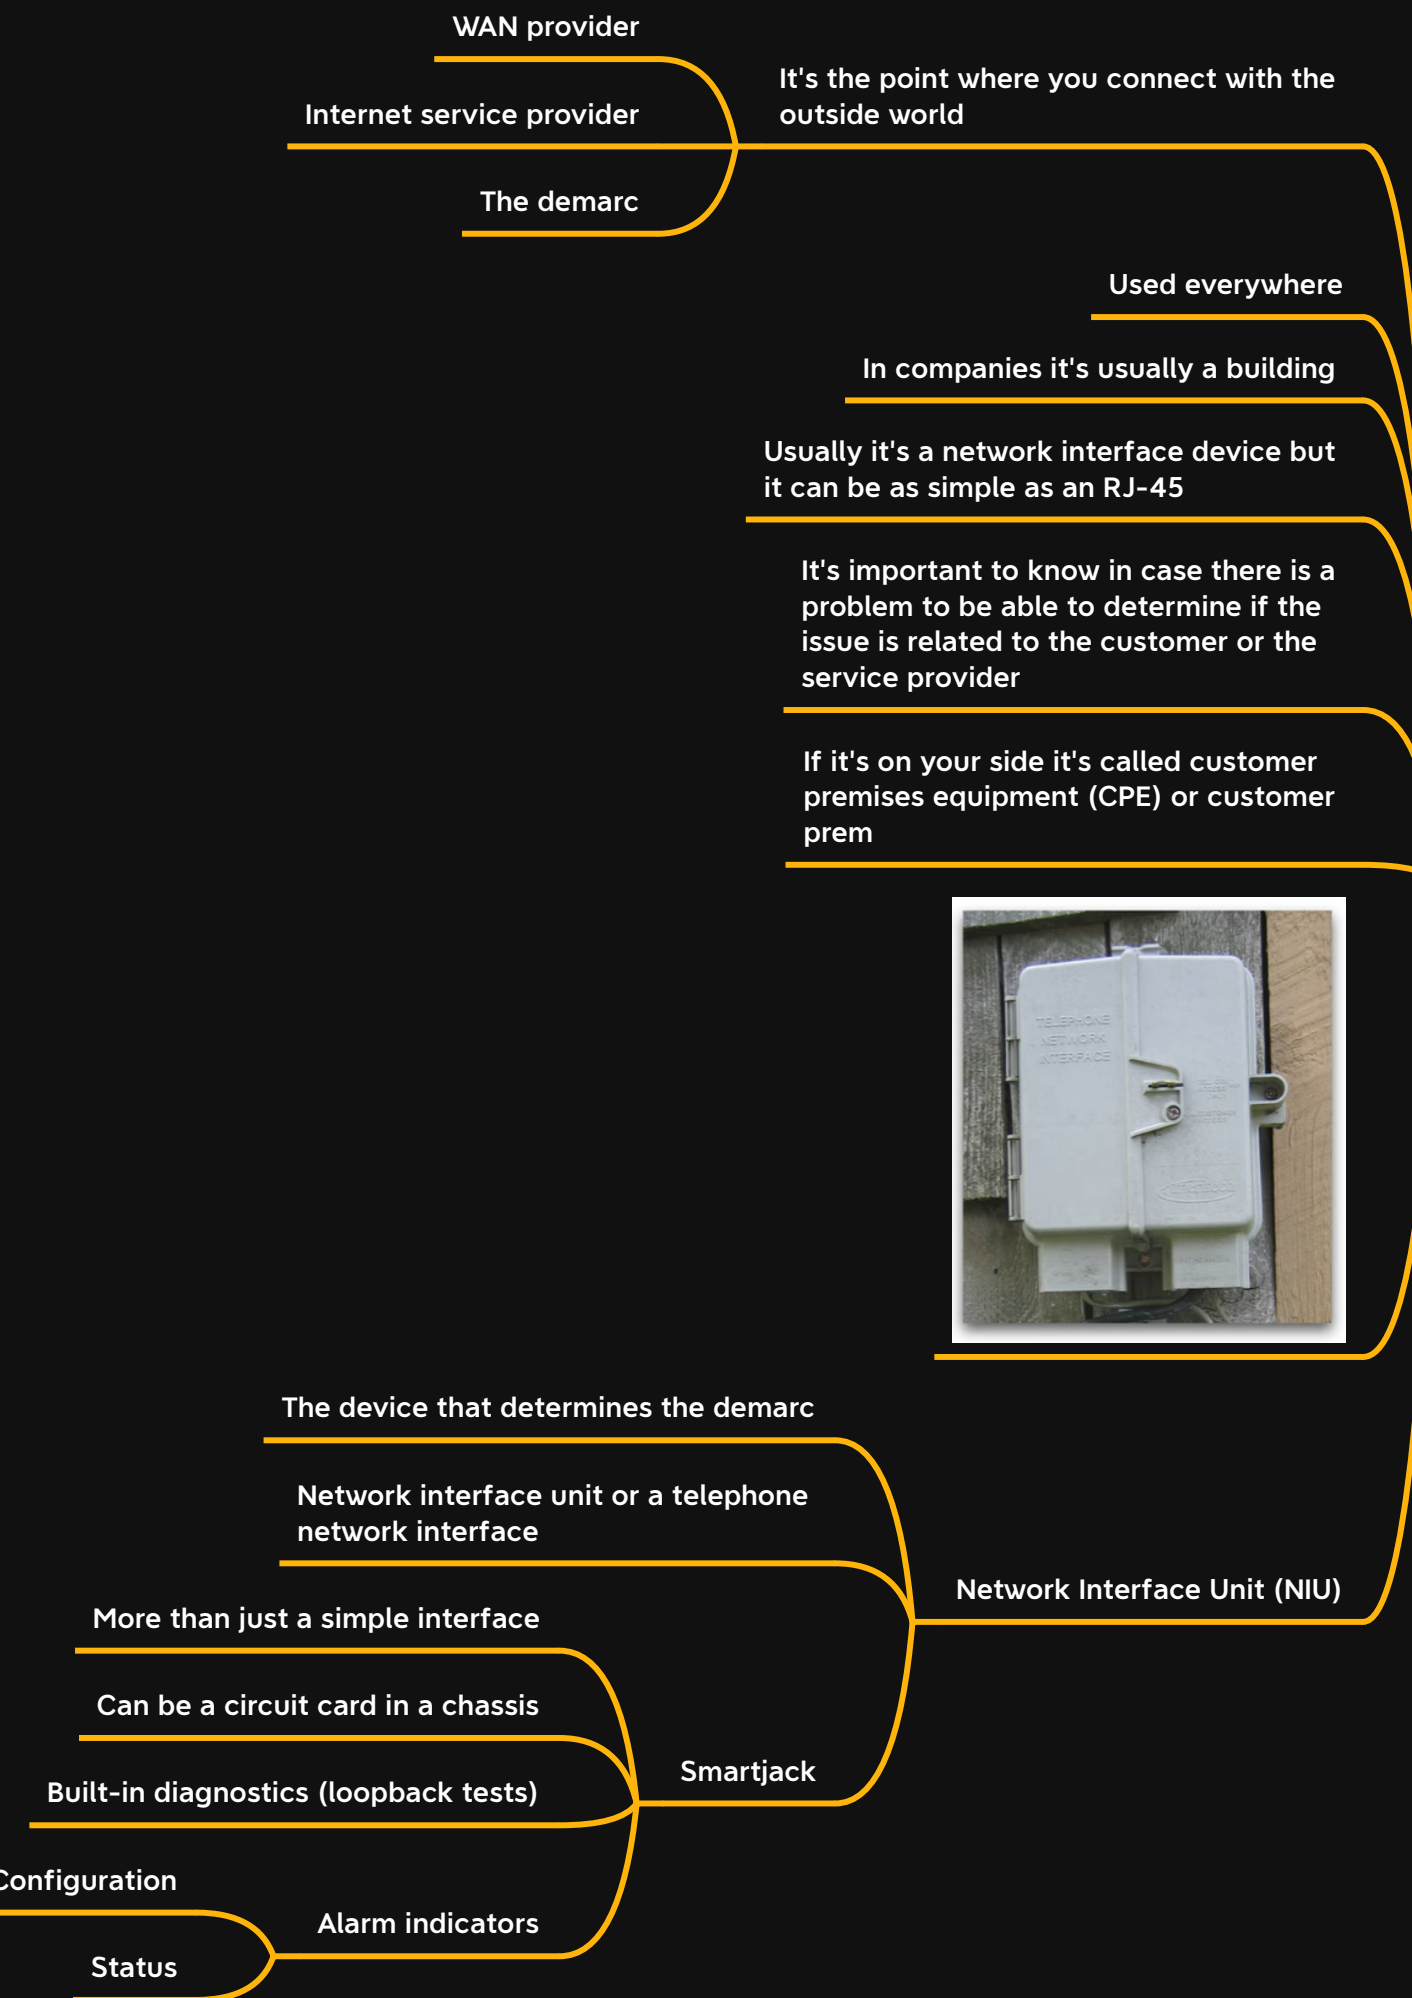 WAN provider
Internet service provider
The demarc
It's the point where you connect with the
outside world
Used everywhere
In companies it's usually a building
Usually it's a network interface device but
it can be as simple as an RJ-45
It's important to know in case there is a
problem to be able to determine if the
issue is related to the customer or the
service provider
If it's on your side it's called customer
premises equipment (CPE) or customer
prem
TELEPHONE
NETWORK
INTERFACE
The device that determines the demarc
Network interface unit or a telephone
network interface
Network Interface Unit (NIU)
More than just a simple interface
Can be a circuit card in a chassis
Built-in diagnostics (loopback tests)
Smartjack
Configuration
Status
Alarm indicators